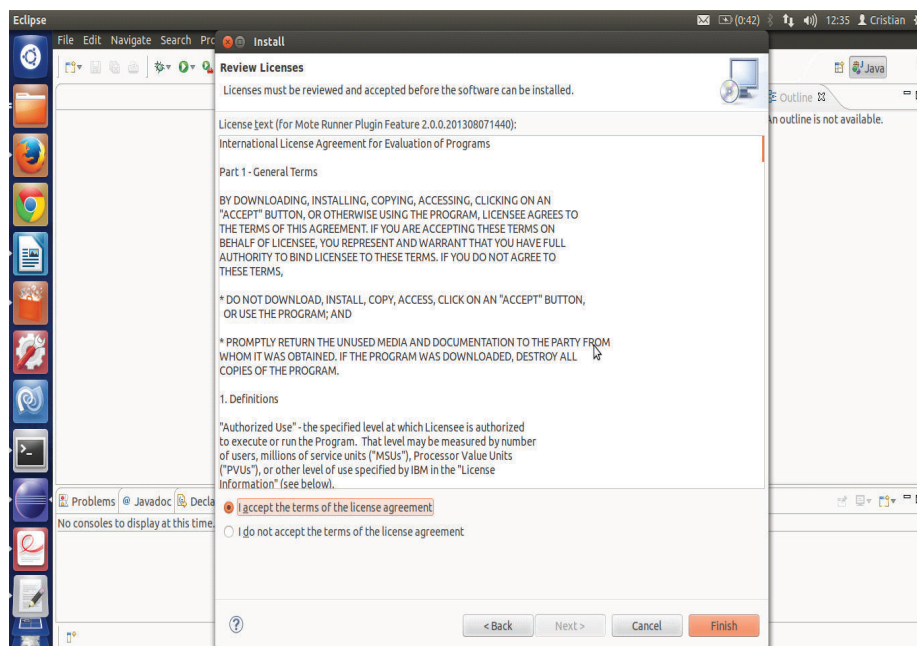 Eclipse
(0:42) 12:35 Cristian
File Edit Navigate Search
Install
Java
Review Licenses
Licenses must be reviewed and accepted before the software can be installed.
Outline
An outline is not available.
License text (for Mote Runner Plugin Feature 2.0.0.201308071440):
International License Agreement for Evaluation of Programs
Part 1 - General Terms
BY DOWNLOADING, INSTALLING, COPYING, ACCESSING, CLICKING ON AN
"ACCEPT" BUTTON, OR OTHERWISE USING THE PROGRAM, LICENSEE AGREES TO
THE TERMS OF THIS AGREEMENT. IF YOU ARE ACCEPTING THESE TERMS ON
BEHALF OF LICENSEE, YOU REPRESENT AND WARRANT THAT YOU HAVE FULL
AUTHORITY TO BIND LICENSEE TO THESE TERMS. IF YOU DO NOT AGREE TO
THESE TERMS,
* DO NOT DOWNLOAD, INSTALL, COPY, ACCESS, CLICK ON AN "ACCEPT" BUTTON,
OR USE THE PROGRAM; AND
* PROMPTLY RETURN THE UNUSED MEDIA AND DOCUMENTATION TO THE PARTY FROM
WHOM IT WAS OBTAINED. IF THE PROGRAM WAS DOWNLOADED, DESTROY ALL
COPIES OF THE PROGRAM.
1. Definitions
"Authorized Use" - the specified level at which Licensee is authorized
to execute or run the Program. That level may be measured by number
of users, millions of service units ("MSUs"), Processor Value Units
("PVUs"), or other level of use specified by IBM in the "License
Information" (see below).
Problems @ Javadoc Decla
No consoles to display at this time.
I accept the terms of the license agreement
I do not accept the terms of the license agreement
< Back Next > Cancel Finish